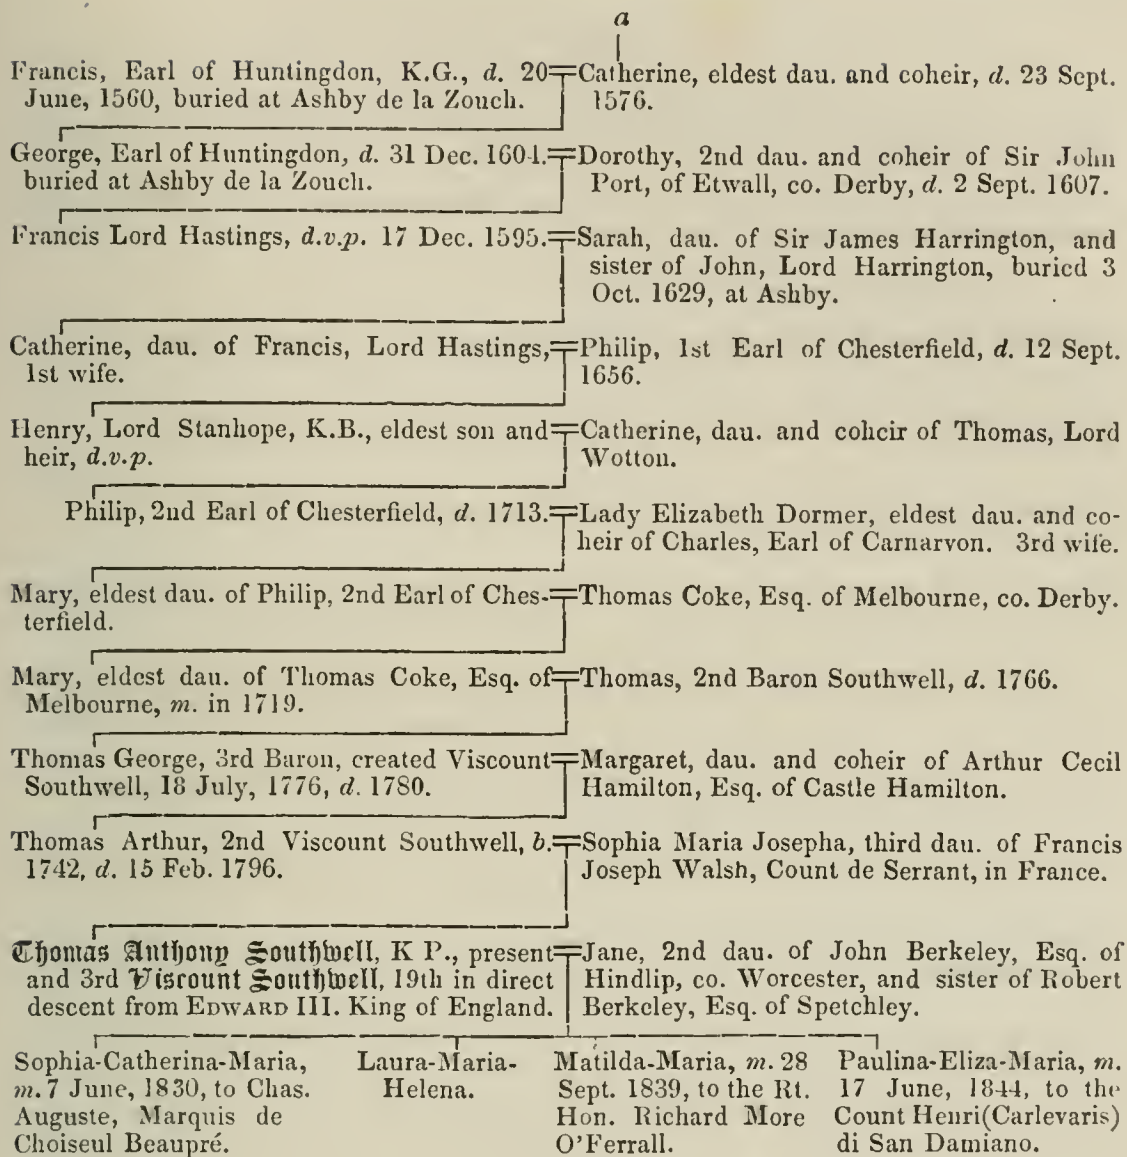 a
Francis, Earl of Huntingdon, K.G., d. 20
June, 1560, buried at Ashby de la Zouch.
Catherine, eldest dau. and coheir, d. 23 Sept.
1576.
George, Earl of Huntingdon, d. 31 Dec. 1604.
buried at Ashby de la Zouch.
Dorothy, 2nd dau. and coheir of Sir John
Port, of Etwall, co. Derby, d. 2 Sept. 1607.
Francis Lord Hastings, d.v.p. 17 Dec. 1595.
Sarah, dau. of Sir James Harrington, and
sister of John, Lord Harrington, buried 3
Oct. 1629, at Ashby.
Catherine, dau. of Francis, Lord Hastings,
1st wife.
Philip, 1st Earl of Chesterfield, d. 12 Sept.
1656.
Henry, Lord Stanhope, K.B., eldest son and
heir, d.v.p.
Catherine, dau. and coheir of Thomas, Lord
Wotton.
Philip, 2nd Earl of Chesterfield, d. 1713.
Lady Elizabeth Dormer, eldest dau. and co-
heir of Charles, Earl of Carnarvon. 3rd wife.
Mary, eldest dau. of Philip, 2nd Earl of Ches-
terfield.
Thomas Coke, Esq. of Melbourne, co. Derby.
Mary, eldest dau. of Thomas Coke, Esq. of
Melbourne, m. in 1719.
Thomas, 2nd Baron Southwell, d. 1766.
Thomas George, 3rd Baron, created Viscount
Southwell, 18 July, 1776, d. 1780.
Margaret, dau. and coheir of Arthur Cecil
Hamilton, Esq. of Castle Hamilton.
Thomas Arthur, 2nd Viscount Southwell, b.
1742, d. 15 Feb. 1796.
Sophia Maria Josepha, third dau. of Francis
Joseph Walsh, Count de Serrant, in France.
Thomas Anthony Southwell, K P., present
and 3rd Viscount Southwell, 19th in direct
descent from EDWARD III. King of England.
Jane, 2nd dau. of John Berkeley, Esq. of
Hindlip, co. Worcester, and sister of Robert
Berkeley, Esq. of Spetchley.
Sophia-Catherina-Maria,
m. 7 June, 1830, to Chas.
Auguste, Marquis de
Choiseul Beaupré.
Laura-Maria-
Helena.
Matilda-Maria, m. 28
Sept. 1839, to the Rt.
Hon. Richard More
O'Ferrall.
Paulina-Eliza-Maria, m.
17 June, 1844, to the
Count Henri (Carlevaris)
di San Damiano.